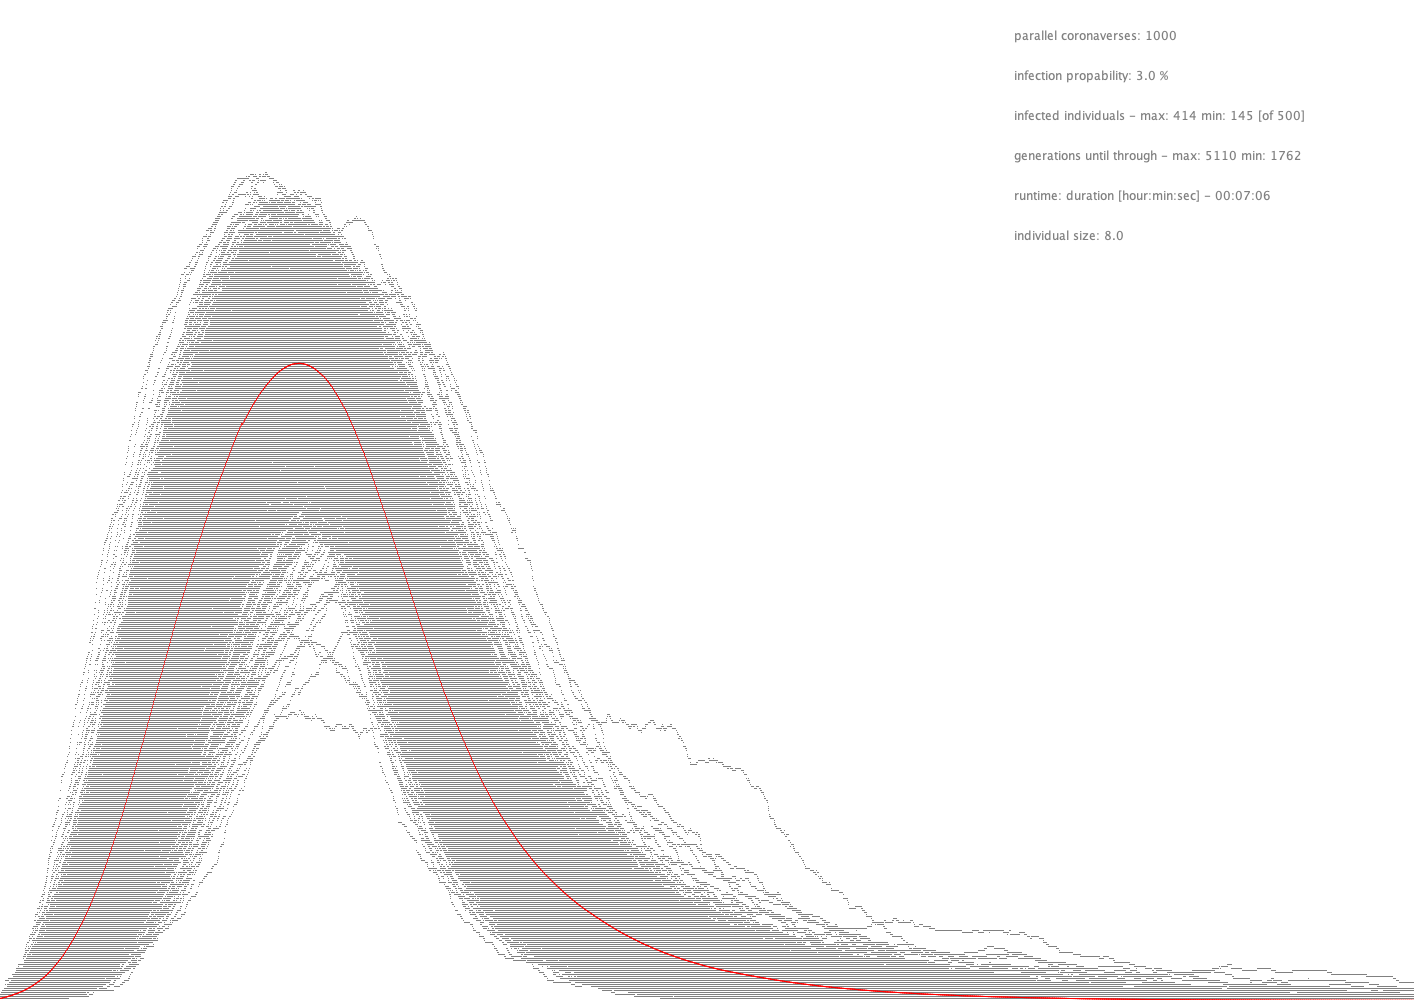 parallel coronaverses: 1000
infection propability: 3.0 %
infected individuals - max: 414 min: 145 [of 500]
generations until through - max: 5110 min: 1762
runtime: duration [hour:min:sec] - 00:07:06
individual size: 8.0